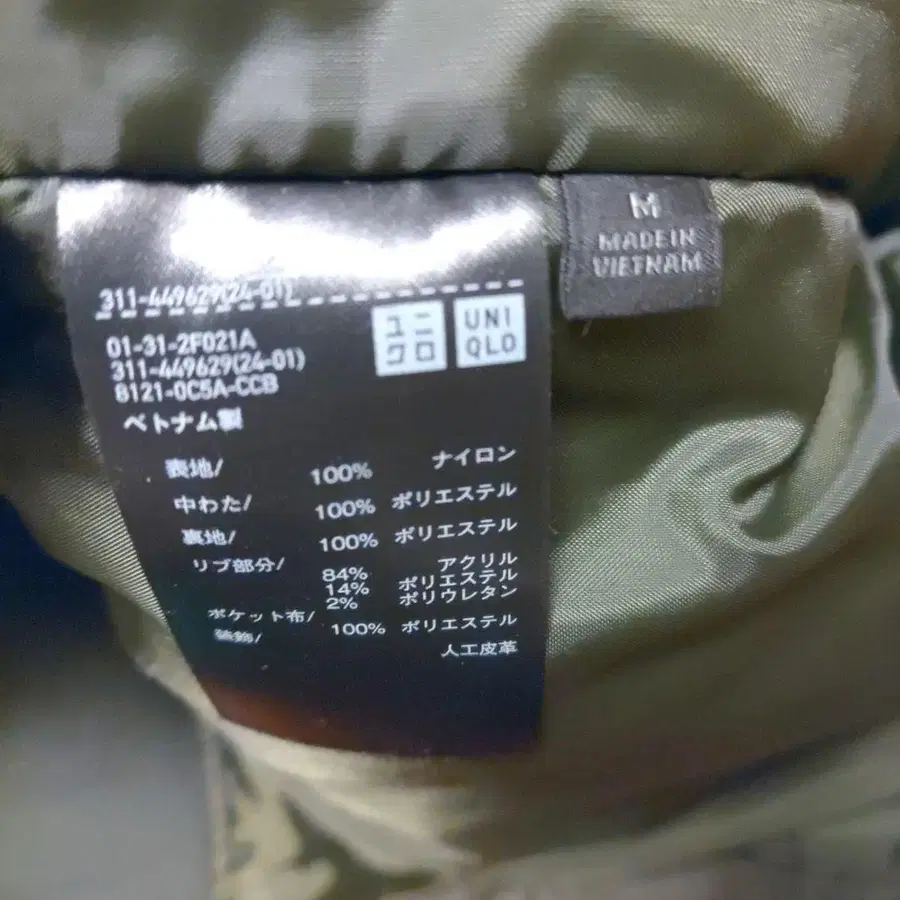 311-449629(24-01)
ユニ
クロ
UNI
QLO
M
MADE IN
VIETNAM
01-31-2F021A
311-449629(24-01)
8121-0C5A-CCB
ベトナム製
表地/ 100% ナイロン
中わた/ 100% ポリエステル
裏地/ 100% ポリエステル
リブ部分/ 84% アクリル
14% ポリエステル
2% ポリウレタン
ポケット布/ 100% ポリエステル
装飾/ 人工皮革